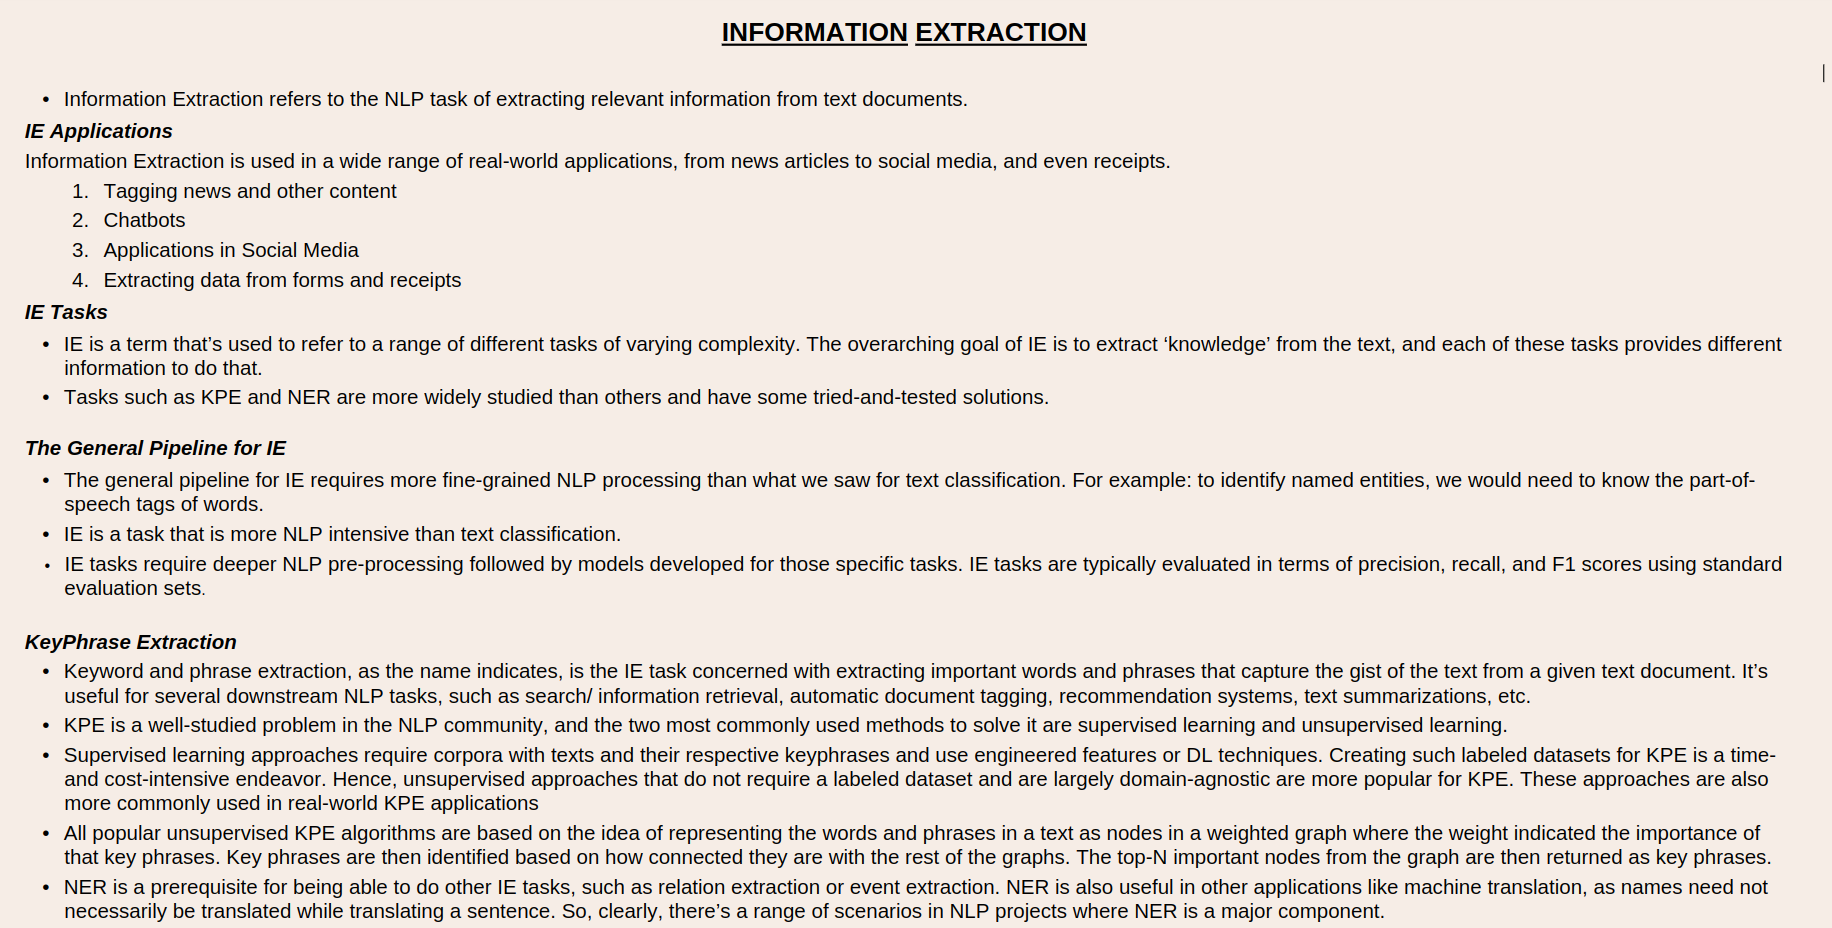 INFORMATION EXTRACTION
• Information Extraction refers to the NLP task of extracting relevant information from text documents.
IE Applications
Information Extraction is used in a wide range of real-world applications, from news articles to social media, and even receipts.
1. Tagging news and other content
2. Chatbots
3. Applications in Social Media
4. Extracting data from forms and receipts
IE Tasks
• IE is a term that’s used to refer to a range of different tasks of varying complexity. The overarching goal of IE is to extract ‘knowledge’ from the text, and each of these tasks provides different
information to do that.
• Tasks such as KPE and NER are more widely studied than others and have some tried-and-tested solutions.
The General Pipeline for IE
• The general pipeline for IE requires more fine-grained NLP processing than what we saw for text classification. For example: to identify named entities, we would need to know the part-of-
speech tags of words.
• IE is a task that is more NLP intensive than text classification.
• IE tasks require deeper NLP pre-processing followed by models developed for those specific tasks. IE tasks are typically evaluated in terms of precision, recall, and F1 scores using standard
evaluation sets.
KeyPhrase Extraction
• Keyword and phrase extraction, as the name indicates, is the IE task concerned with extracting important words and phrases that capture the gist of the text from a given text document. It’s
useful for several downstream NLP tasks, such as search/ information retrieval, automatic document tagging, recommendation systems, text summarizations, etc.
• KPE is a well-studied problem in the NLP community, and the two most commonly used methods to solve it are supervised learning and unsupervised learning.
• Supervised learning approaches require corpora with texts and their respective keyphrases and use engineered features or DL techniques. Creating such labeled datasets for KPE is a time-
and cost-intensive endeavor. Hence, unsupervised approaches that do not require a labeled dataset and are largely domain-agnostic are more popular for KPE. These approaches are also
more commonly used in real-world KPE applications
• All popular unsupervised KPE algorithms are based on the idea of representing the words and phrases in a text as nodes in a weighted graph where the weight indicated the importance of
that key phrases. Key phrases are then identified based on how connected they are with the rest of the graphs. The top-N important nodes from the graph are then returned as key phrases.
• NER is a prerequisite for being able to do other IE tasks, such as relation extraction or event extraction. NER is also useful in other applications like machine translation, as names need not
necessarily be translated while translating a sentence. So, clearly, there’s a range of scenarios in NLP projects where NER is a major component.